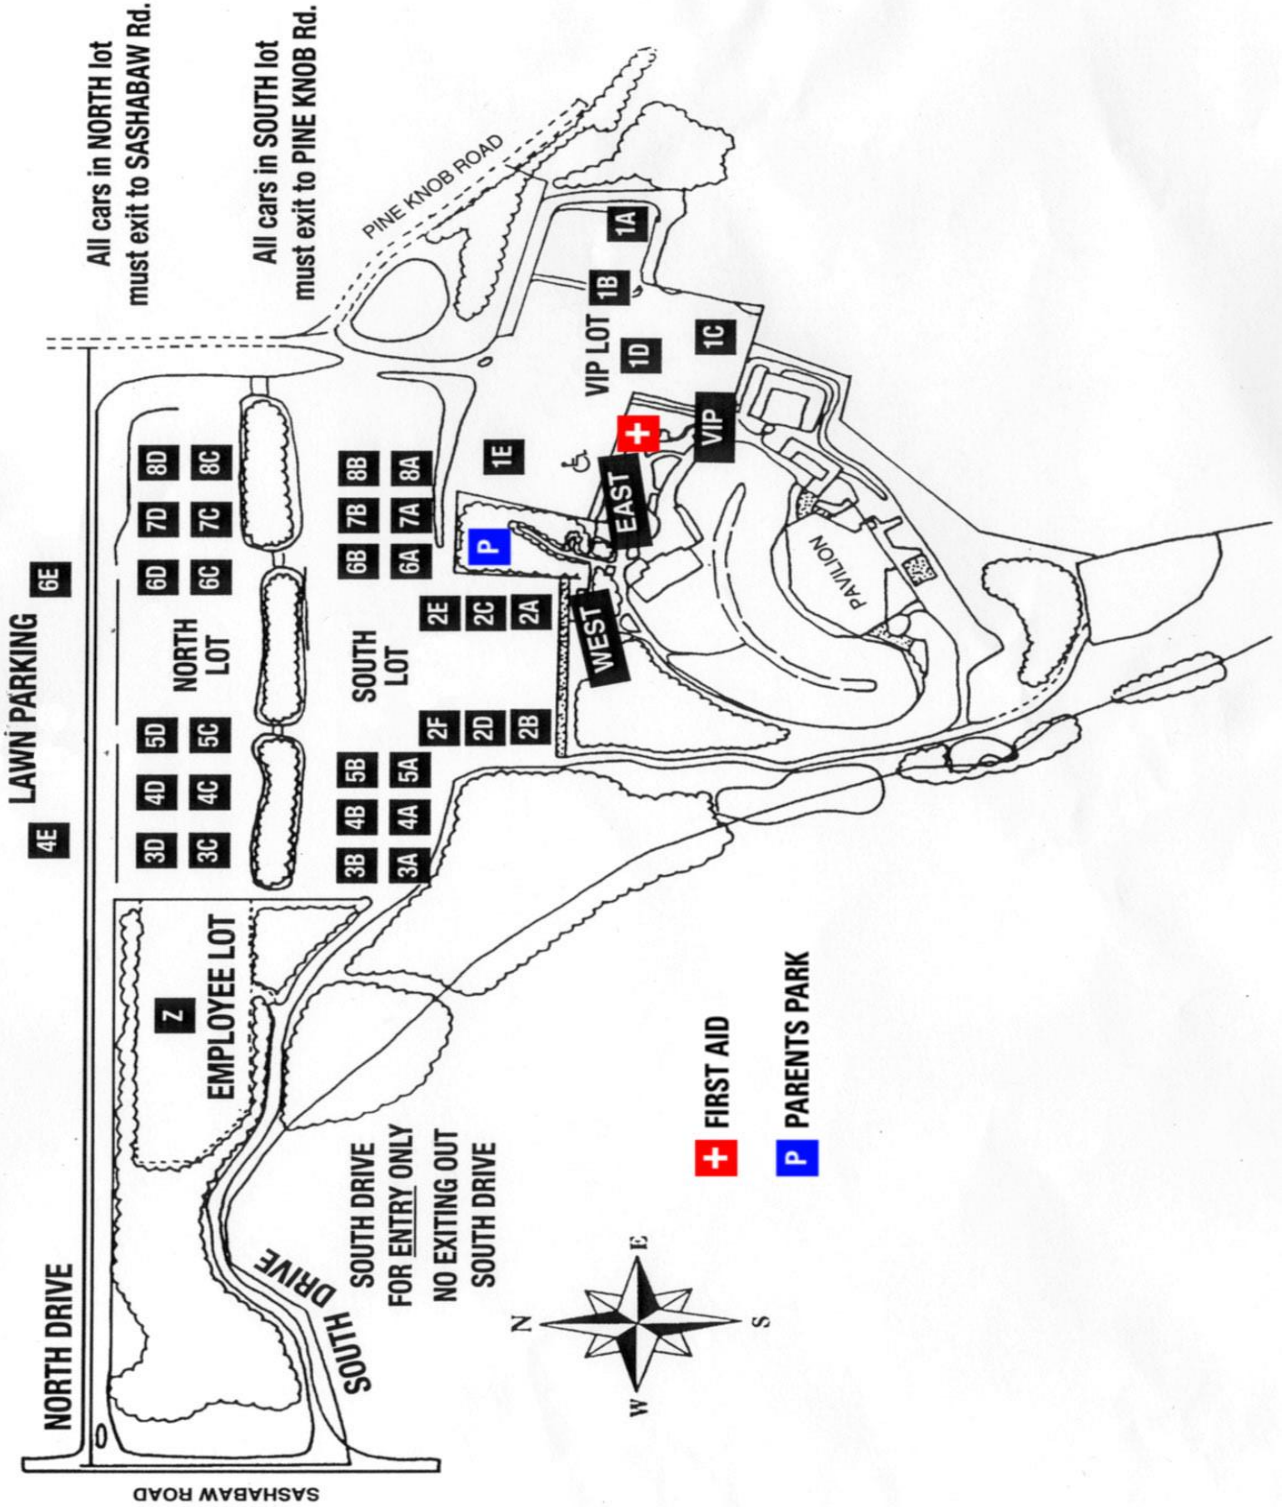 All cars in NORTH lot
must exit to SASHABAW Rd.
All cars in SOUTH lot
must exit to PINE KNOB Rd.
NORTH DRIVE
LAWN PARKING
4E
6E
SASHABAW ROAD
3D
4D
5D
6D
7D
8D
NORTH
LOT
3C
4C
5C
6C
7C
8C
Z
EMPLOYEE LOT
SOUTH DRIVE
SOUTH DRIVE
FOR ENTRY ONLY
NO EXITING OUT
SOUTH DRIVE
3B
4B
5B
6B
7B
8B
SOUTH
LOT
3A
4A
5A
6A
7A
8A
PINE KNOB ROAD
2F
2E
2D
2C
2B
2A
P
1E
VIP LOT
1B
1A
1D
1C
WEST
EAST
VIP
PAVILION
N
W
E
S
FIRST AID
P PARENTS PARK